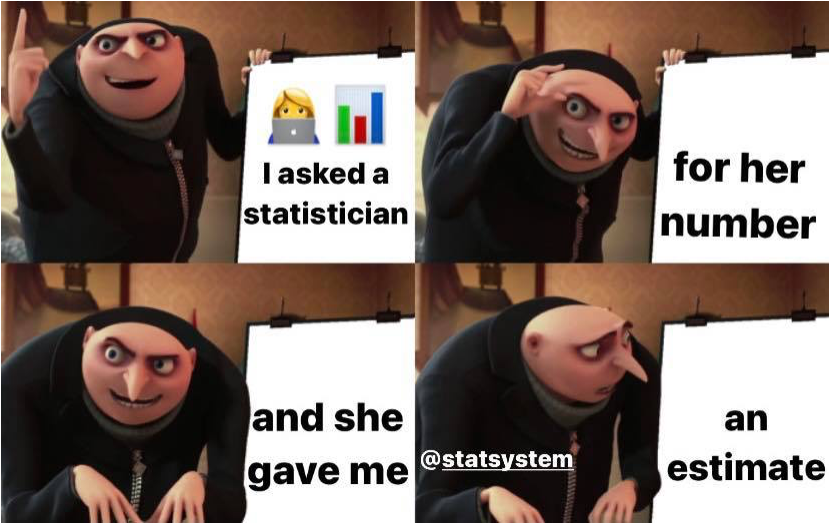 I asked a
statistician
for her
number
and she
gave me
@statsystem
an
estimate